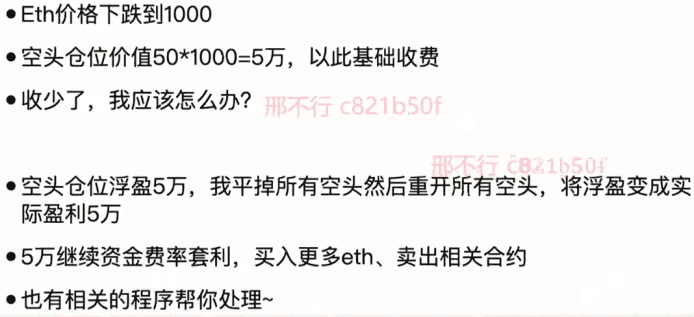 •Eth价格下跌到1000
•空头仓位价值50*1000=5万，以此基础收费
•收少了，我应该怎么办？
邢不行 c821b50f
邢不行 c821b50f
•空头仓位浮盈5万，我平掉所有空头然后重开所有空头，将浮盈变成实
际盈利5万
•5万继续资金费率套利，买入更多eth、卖出相关合约
•也有相关的程序帮你处理~